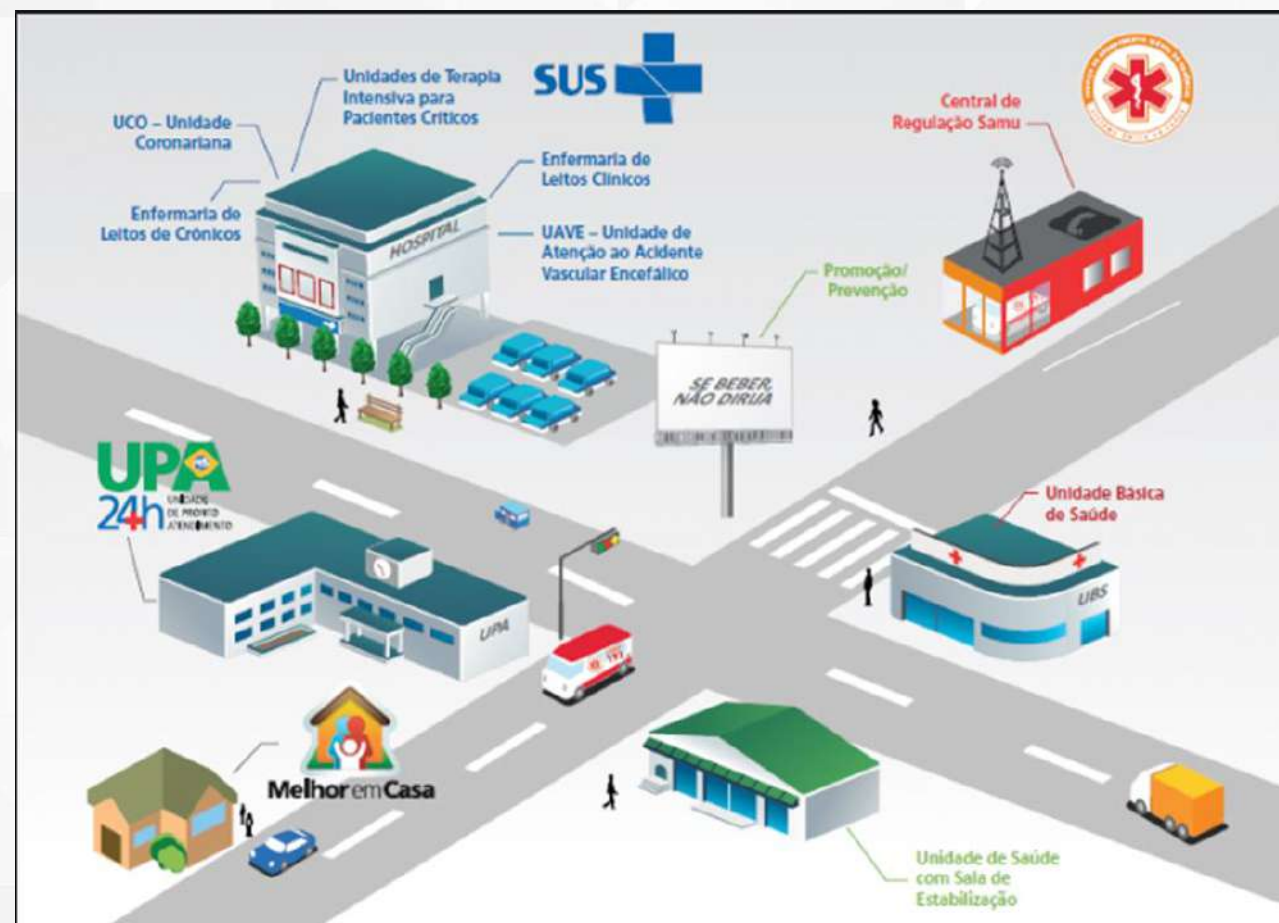 SUS
Unidades de Terapia
Intensiva para
Pacientes Críticos
UCO – Unidade
Coronariana
Enfermaria de
Leitos de Crônicos
HOSPITAL
Enfermaria de
Leitos Clínicos
UAVE – Unidade de
Atenção ao Acidente
Vascular Encefálico
Central de
Regulação Samu
Promoção/
Prevenção
SE BEBER,
NÃO DIRIJA
UPA
24h
UNIDADE
DE PRONTO
ATENDIMENTO
UPA
Unidade Básica
de Saúde
UBS
Melhor em Casa
Unidade de Saúde
com Sala de
Estabilização